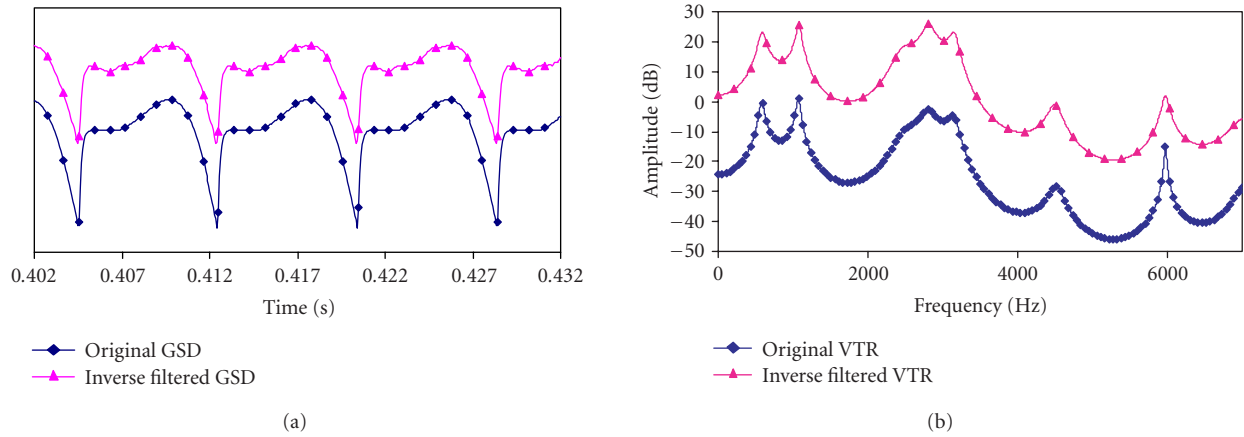 0.402 0.407 0.412 0.417 0.422 0.427 0.432
Time (s)
Original GSD
Inverse filtered GSD
(a)
30
20
10
0
−10
−20
−30
−40
50
Amplitude (dB)
0 2000 4000 6000
Frequency (Hz)
Original VTR
Inverse filtered VTR
(b)